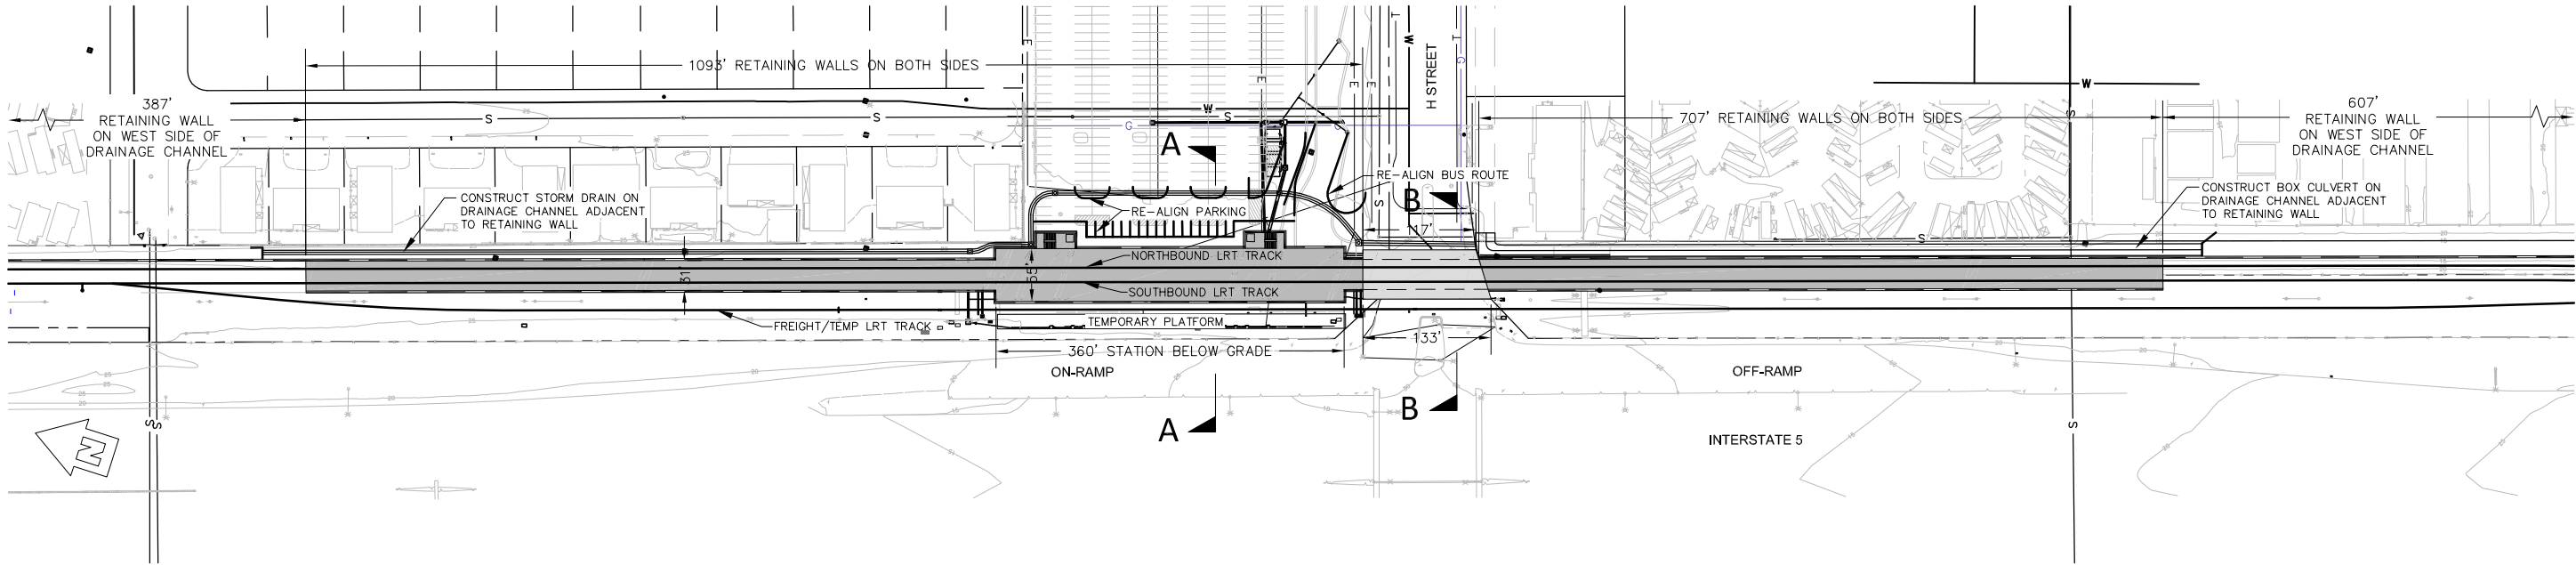 1093' RETAINING WALLS ON BOTH SIDES
387'
RETAINING WALL
ON WEST SIDE OF
DRAINAGE CHANNEL
H STREET
707' RETAINING WALLS ON BOTH SIDES
607'
RETAINING WALL
ON WEST SIDE OF
DRAINAGE CHANNEL
A
B
RE-ALIGN BUS ROUTE
CONSTRUCT STORM DRAIN ON
DRAINAGE CHANNEL ADJACENT
TO RETAINING WALL
RE-ALIGN PARKING
CONSTRUCT BOX CULVERT ON
DRAINAGE CHANNEL ADJACENT
TO RETAINING WALL
NORTHBOUND LRT TRACK
SOUTHBOUND LRT TRACK
31'
55'
FREIGHT/TEMP LRT TRACK
TEMPORARY PLATFORM
133'
360' STATION BELOW GRADE
ON-RAMP
OFF-RAMP
A
B
INTERSTATE 5
N
W
W
W
S
S
S
S
S
S
S
S
G
G
E
E
E
E
T
T